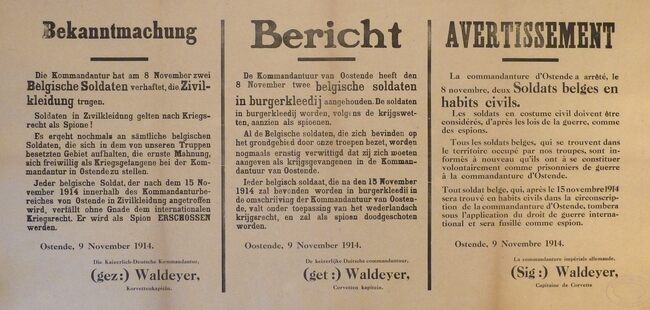 Bekanntmachung
Die Kommandantur hat am 8 November zwei
Belgische Soldaten verhaftet, die Zivil-
kleidung trugen.
Soldaten in Zivilkleidung gelten nach Kriegs-
recht als Spione !
Es ergeht nochmals an sämtliche belgischen
Soldaten, die sich in dem von unseren Truppen
besetzten Gebiet aufhalten, die ernste Mahnung,
sich freiwillig als Kriegsgefangene bei der Kom-
mandantur in Ostende zu stellen.
Jeder belgische Soldat, der nach dem 15 No-
vember 1914 innerhalb des Kommanturbe-
reiches von Ostende in Zivilkleidung angetroffen
wird, verfällt ohne Gnade dem internationalen
Kriegsrecht. Er wird als Spion ERSCHOSSEN
werden.
Ostende, 9 November 1914.
Die Kaiserlich-Deutsche Kommandantur,
(gez:) Waldeyer,
Korvettenkapitän.
Bericht
De Kommandantuur van Oostende heeft den
8 November twee belgische soldaten
in burgerkleedij aangehouden. De soldaten
in burgerkleedij worden, volgens de krijgswet-
ten, aanzien als spioenen.
Al de Belgische soldaten, die zich bevinden op
het grondgebied door onze troepen bezet, worden
nogmaals ernstig verwittigd dat zij zich moeten
aangeven als krijgsgevangenen in de Komman-
dantuur van Oostende.
Ieder belgisch soldaat, die na den 15 November
1914 zal bevonden worden in burgerkleedij in
de omschrijving der Kommandantuur van Oosten-
de, valt onder toepassing van het wederlandsch
krijgsrecht, en zal als spioen doodgeschoten
worden.
Oostende, 9 November 1914.
De keizerlijke Duitsche commandantuur,
(get:) Waldeyer,
Corvetten kapitein.
AVERTISSEMENT
La commandanture d'Ostende a arrêté, le
8 novembre, deux Soldats belges en
habits civils.
Les soldats en costume civil doivent être
considérés, d'après les lois de la guerre, comme
des espions.
Tous les soldats belges, qui se trouvent dans
le territoire occupé par nos troupes, sont in-
formés à nouveau qu'ils ont à se constituer
volontairement comme prisonniers de guerre
à la commandanture d'Ostende.
Tout soldat belge, qui, après le 15 novembre 1914
sera trouvé en habits civils dans la circonscrip-
tion de la commandanture d'Ostende, tombera
sous l'application du droit de guerre interna-
tional et sera fusillé comme espion.
Ostende, 9 Novembre 1914.
La commandanture impériale allemande,
(Sig:) Waldeyer,
Capitaine de Corvette